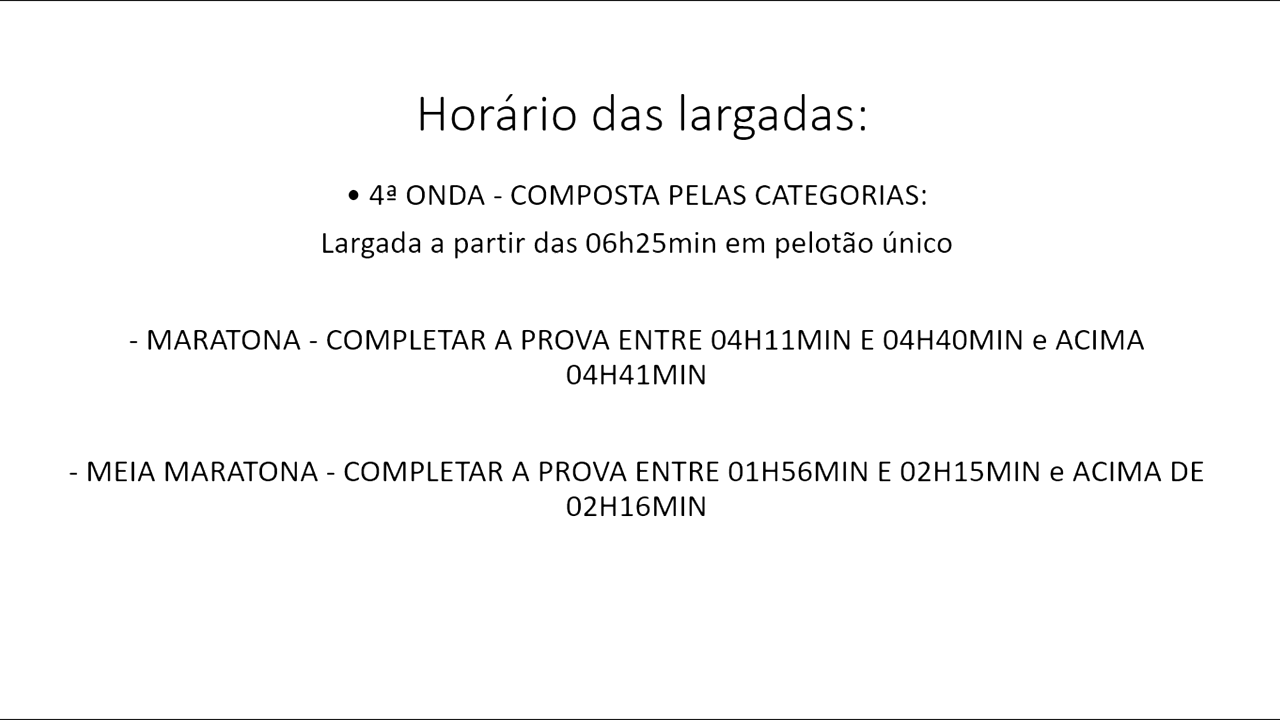 Horário das largadas:
• 4ª ONDA - COMPOSTA PELAS CATEGORIAS:
Largada a partir das 06h25min em pelotão único
- MARATONA - COMPLETAR A PROVA ENTRE 04H11MIN E 04H40MIN e ACIMA
04H41MIN
- MEIA MARATONA - COMPLETAR A PROVA ENTRE 01H56MIN E 02H15MIN e ACIMA DE
02H16MIN